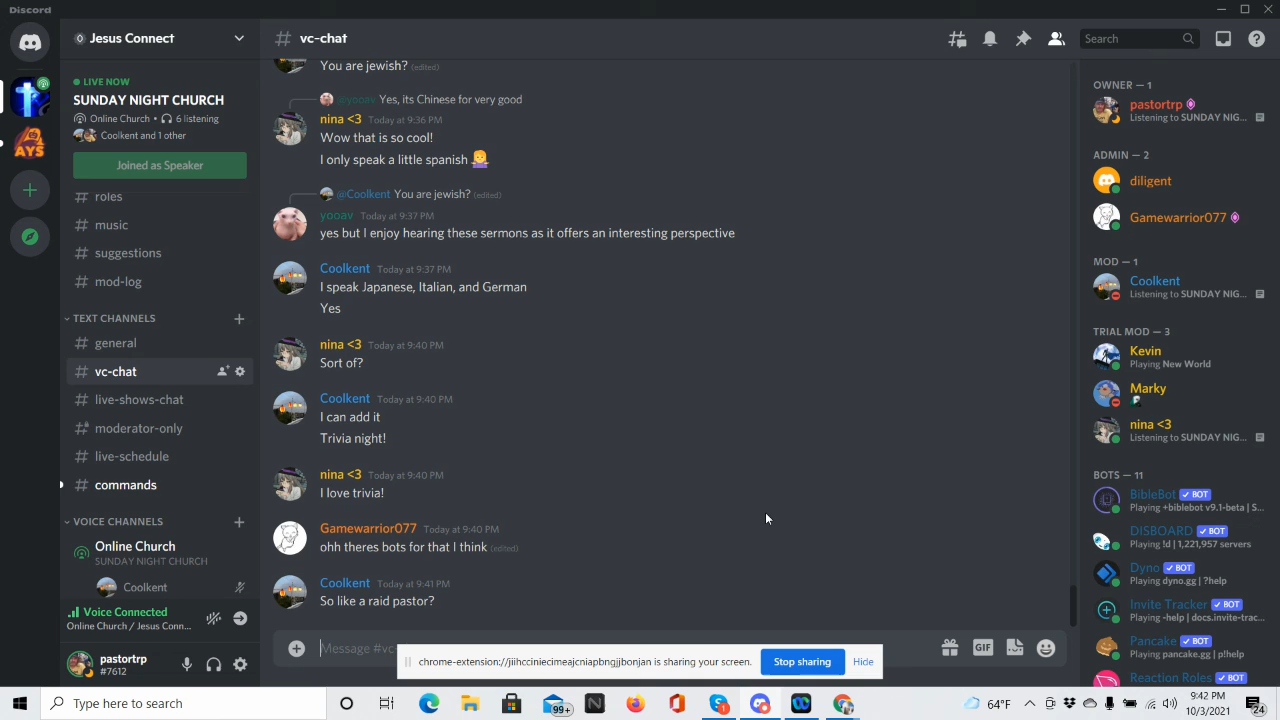 Discord
Jesus Connect
# vc-chat
Search
LIVE NOW
SUNDAY NIGHT CHURCH
Online Church • 6 listening
Coolkent and 1 other
Joined as Speaker
# roles
# music
# suggestions
# mod-log
TEXT CHANNELS
# general
# vc-chat
# live-shows-chat
# moderator-only
# live-schedule
# commands
VOICE CHANNELS
Online Church
SUNDAY NIGHT CHURCH
Coolkent
Voice Connected
Online Church / Jesus Conn...
pastortrp
#7612
AYS
You are jewish? (edited)
@yooav Yes, its Chinese for very good
nina <3 Today at 9:36 PM
Wow that is so cool!
I only speak a little spanish
@Coolkent You are jewish? (edited)
yooav Today at 9:37 PM
yes but I enjoy hearing these sermons as it offers an interesting perspective
Coolkent Today at 9:37 PM
I speak Japanese, Italian, and German
Yes
nina <3 Today at 9:40 PM
Sort of?
Coolkent Today at 9:40 PM
I can add it
Trivia night!
nina <3 Today at 9:40 PM
I love trivia!
Gamewarrior077 Today at 9:40 PM
ohh theres bots for that I think (edited)
Coolkent Today at 9:41 PM
So like a raid pastor?
Message #vc-
GIF
chrome-extension://jiihcciniecimeajcniapbngjjbonjan is sharing your screen.
Stop sharing
Hide
OWNER — 1
pastortrp
Listening to SUNDAY NIG...
ADMIN — 2
diligent
Gamewarrior077
MOD — 1
Coolkent
Listening to SUNDAY NIG...
TRIAL MOD — 3
Kevin
Playing New World
Marky
nina <3
Listening to SUNDAY NIG...
BOTS — 11
BibleBot BOT
Playing +biblebot v9.1-beta | S...
DISBOARD BOT
Playing !d | 1,221,957 servers
Dyno BOT
Playing dyno.gg | ?help
Invite Tracker BOT
Playing -help | docs.invite-trac...
Pancake BOT
Playing pancake.gg | p!help
Reaction Roles BOT
Type here to search
99+
64°F
9:42 PM
10/3/2021
24